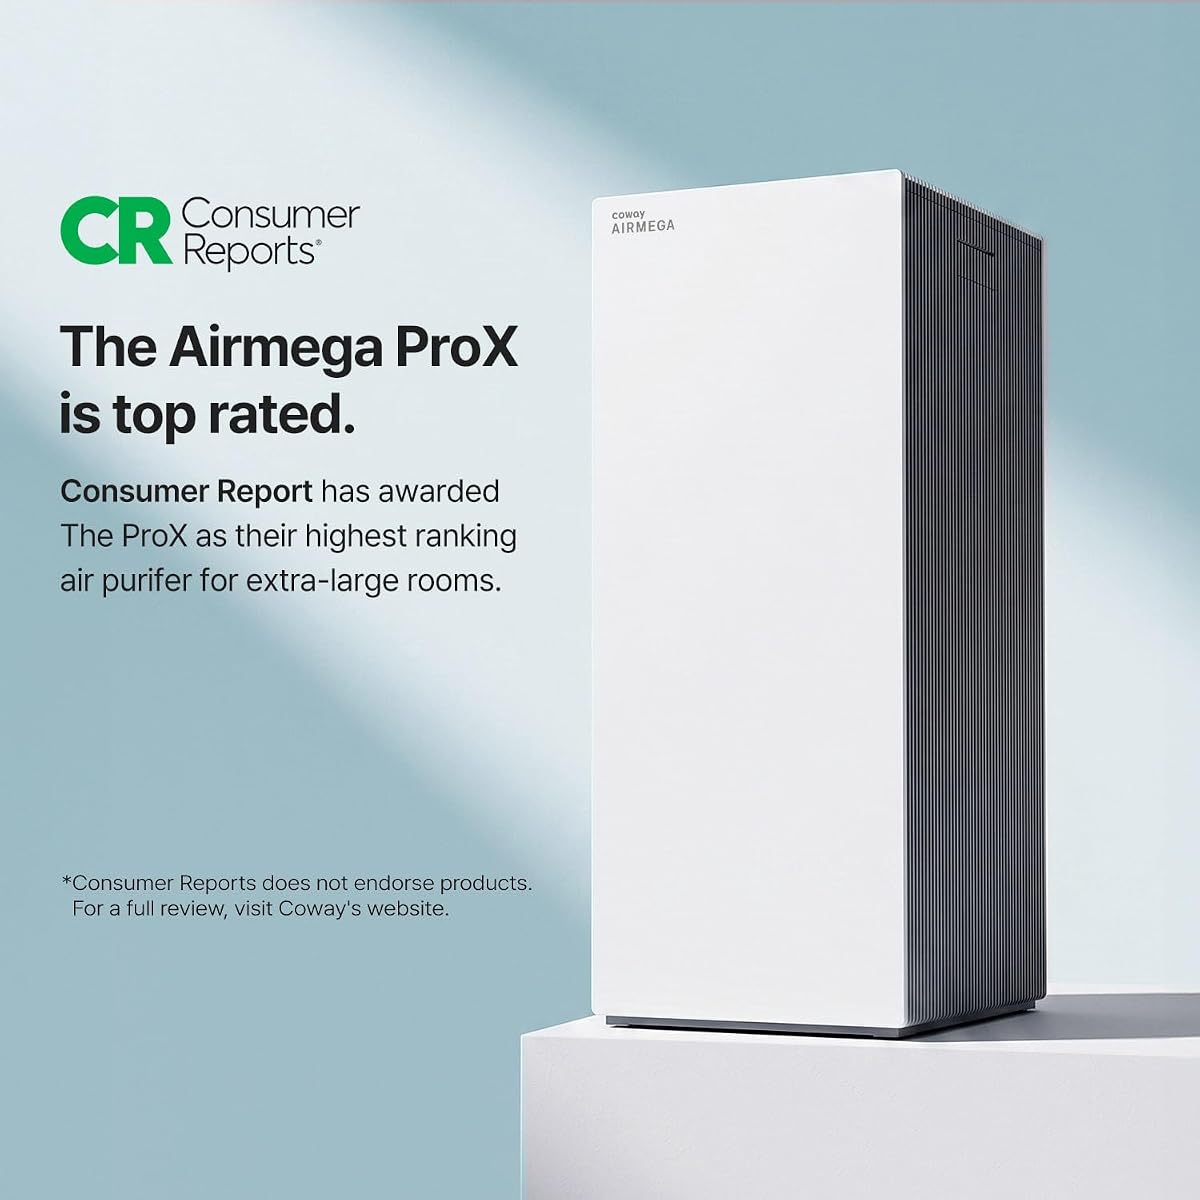 CR Consumer
Reports®
The Airmega ProX
is top rated.
Consumer Report has awarded
The ProX as their highest ranking
air purifer for extra-large rooms.
*Consumer Reports does not endorse products.
For a full review, visit Coway's website.
coway
AIRMEGA